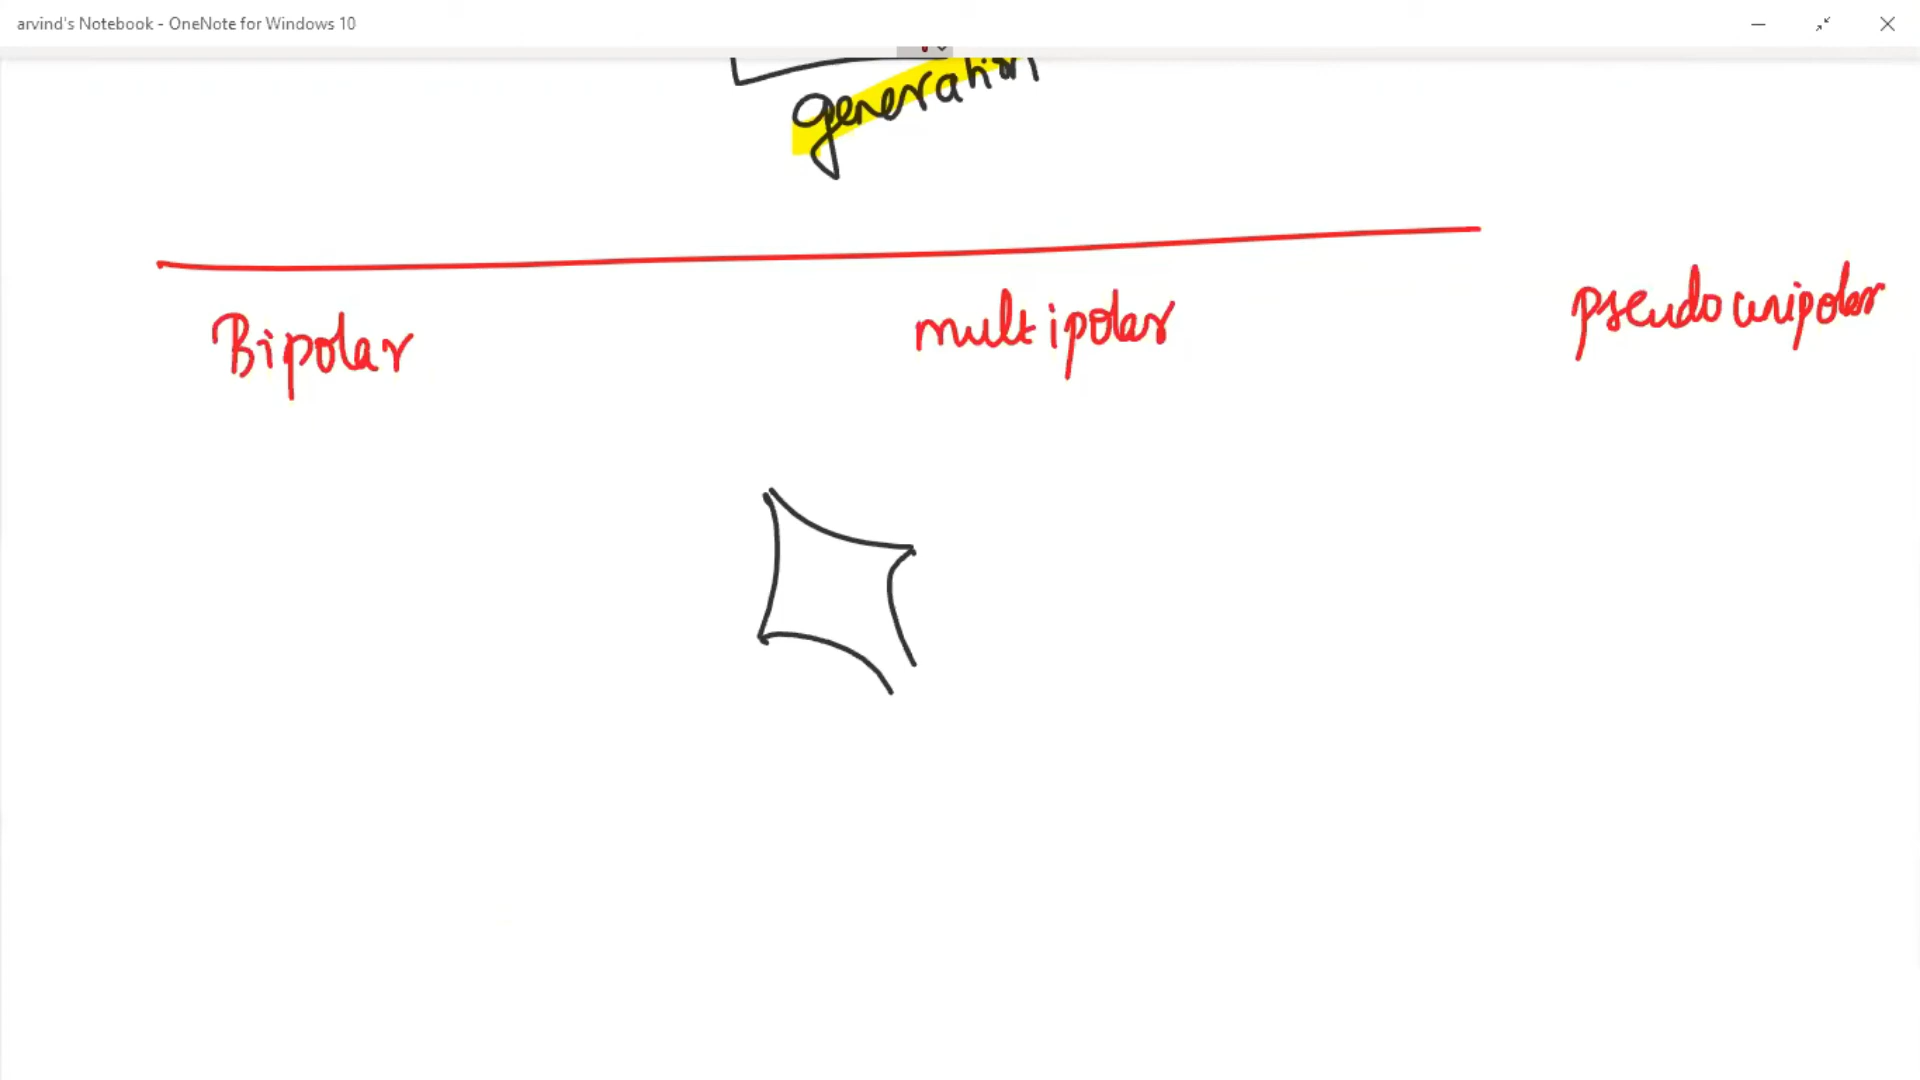 arvind's Notebook - OneNote for Windows 10
generation
Bipolar multipolar pseudounipolar